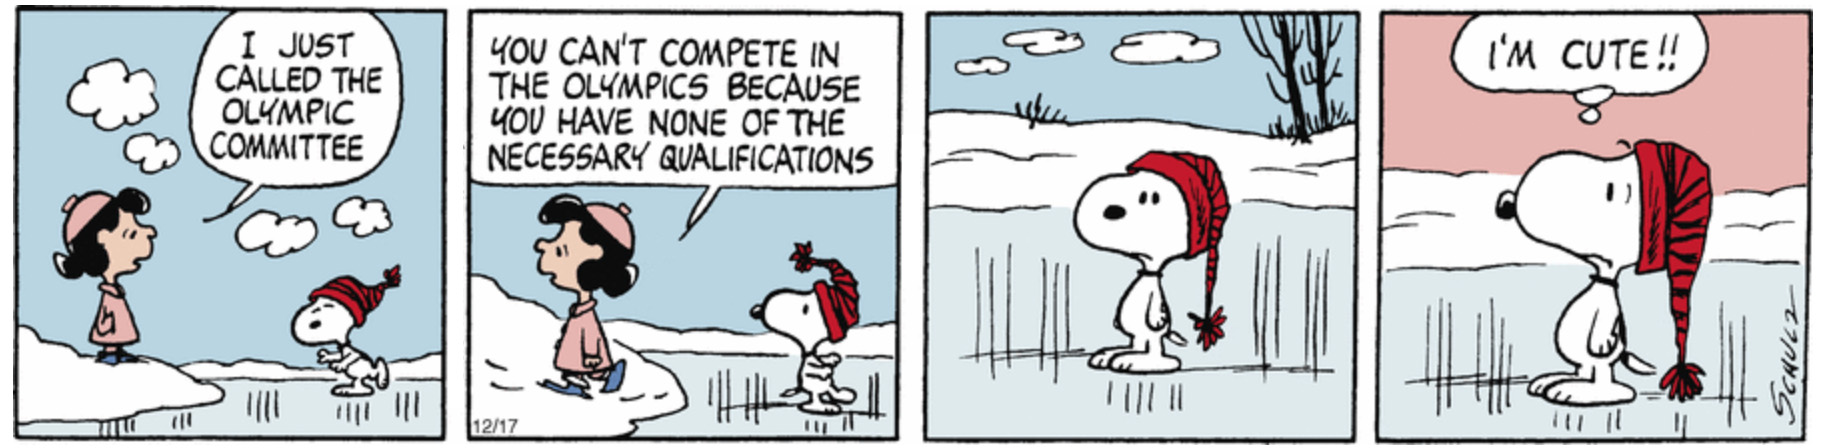 I JUST
CALLED THE
OLYMPIC
COMMITTEE
YOU CAN'T COMPETE IN
THE OLYMPICS BECAUSE
YOU HAVE NONE OF THE
NECESSARY QUALIFICATIONS
12/17
I'M CUTE!!
SCHULZ